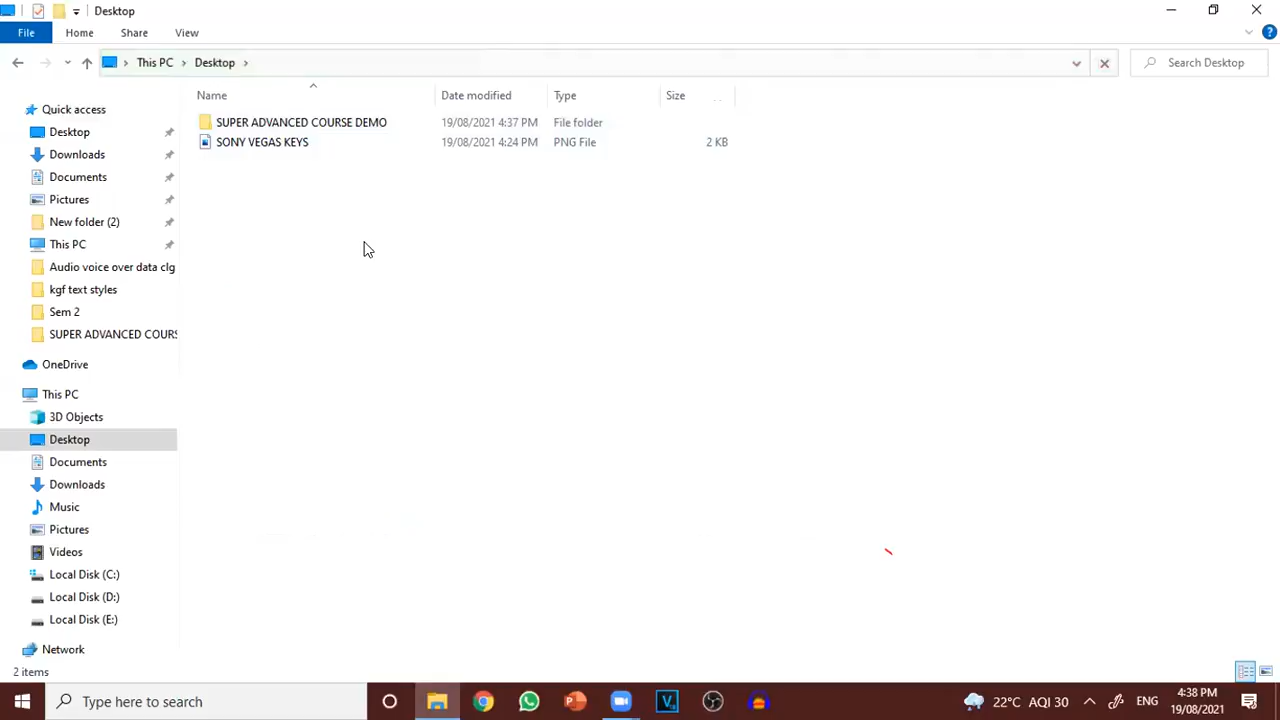 Desktop
File Home Share View
This PC Desktop Search Desktop
Name Date modified Type Size
SUPER ADVANCED COURSE DEMO 19/08/2021 4:37 PM File folder
SONY VEGAS KEYS 19/08/2021 4:24 PM PNG File 2 KB
Quick access
Desktop
Downloads
Documents
Pictures
New folder (2)
This PC
Audio voice over data clg
kgf text styles
Sem 2
SUPER ADVANCED COURS
OneDrive
This PC
3D Objects
Desktop
Documents
Downloads
Music
Pictures
Videos
Local Disk (C:)
Local Disk (D:)
Local Disk (E:)
Network
2 items
Type here to search 22°C AQI 30 ENG 4:38 PM
19/08/2021